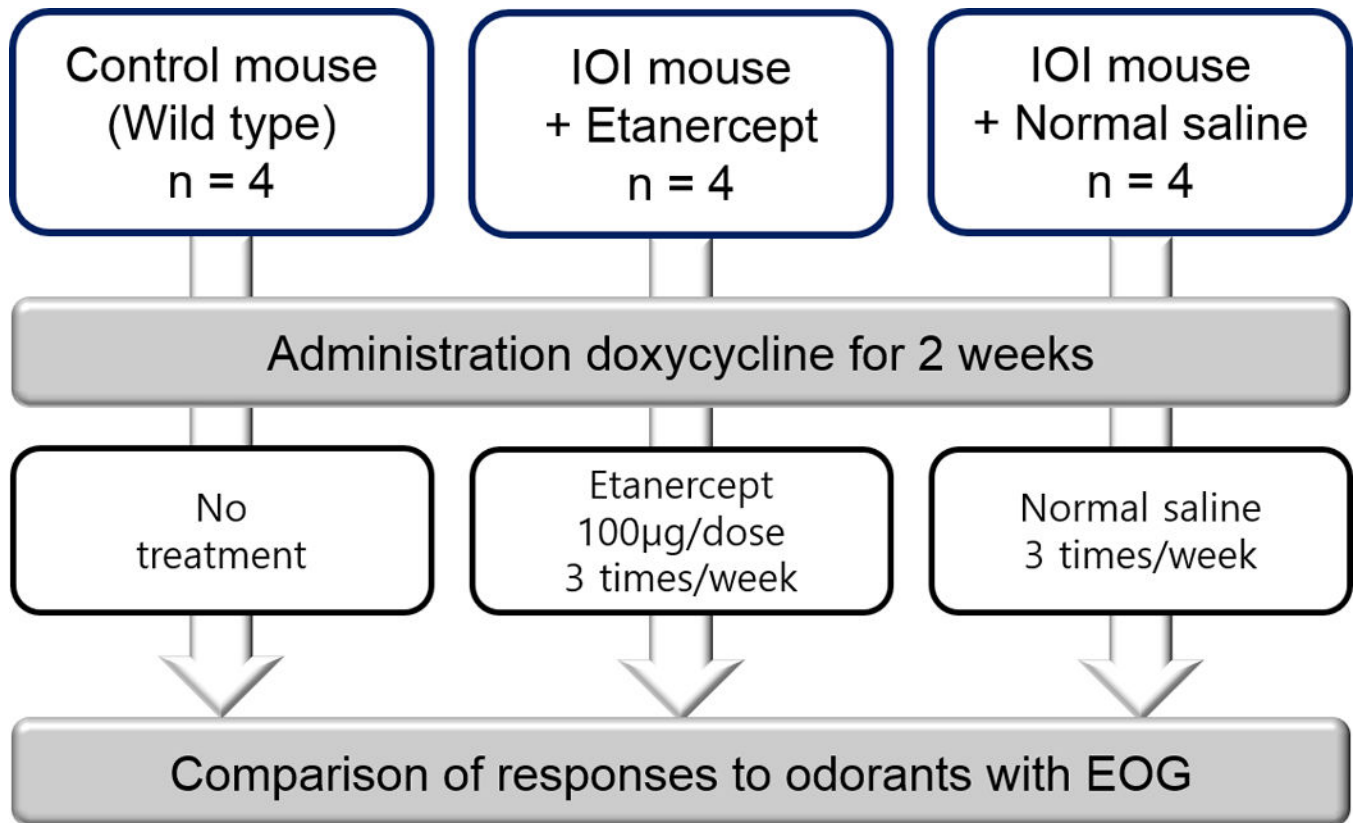 Control mouse
(Wild type)
n = 4
IOI mouse
+ Etanercept
n = 4
IOI mouse
+ Normal saline
n = 4
Administration doxycycline for 2 weeks
No
treatment
Etanercept
100μg/dose
3 times/week
Normal saline
3 times/week
Comparison of responses to odorants with EOG